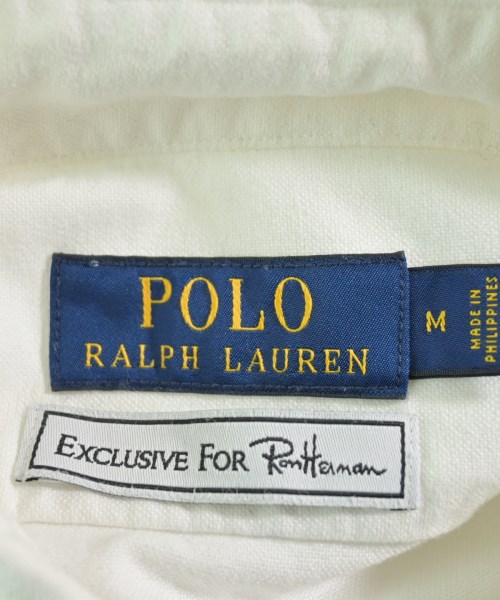 POLO
RALPH LAUREN
M
MADE IN
PHILIPPINES
EXCLUSIVE FOR Ron Herman